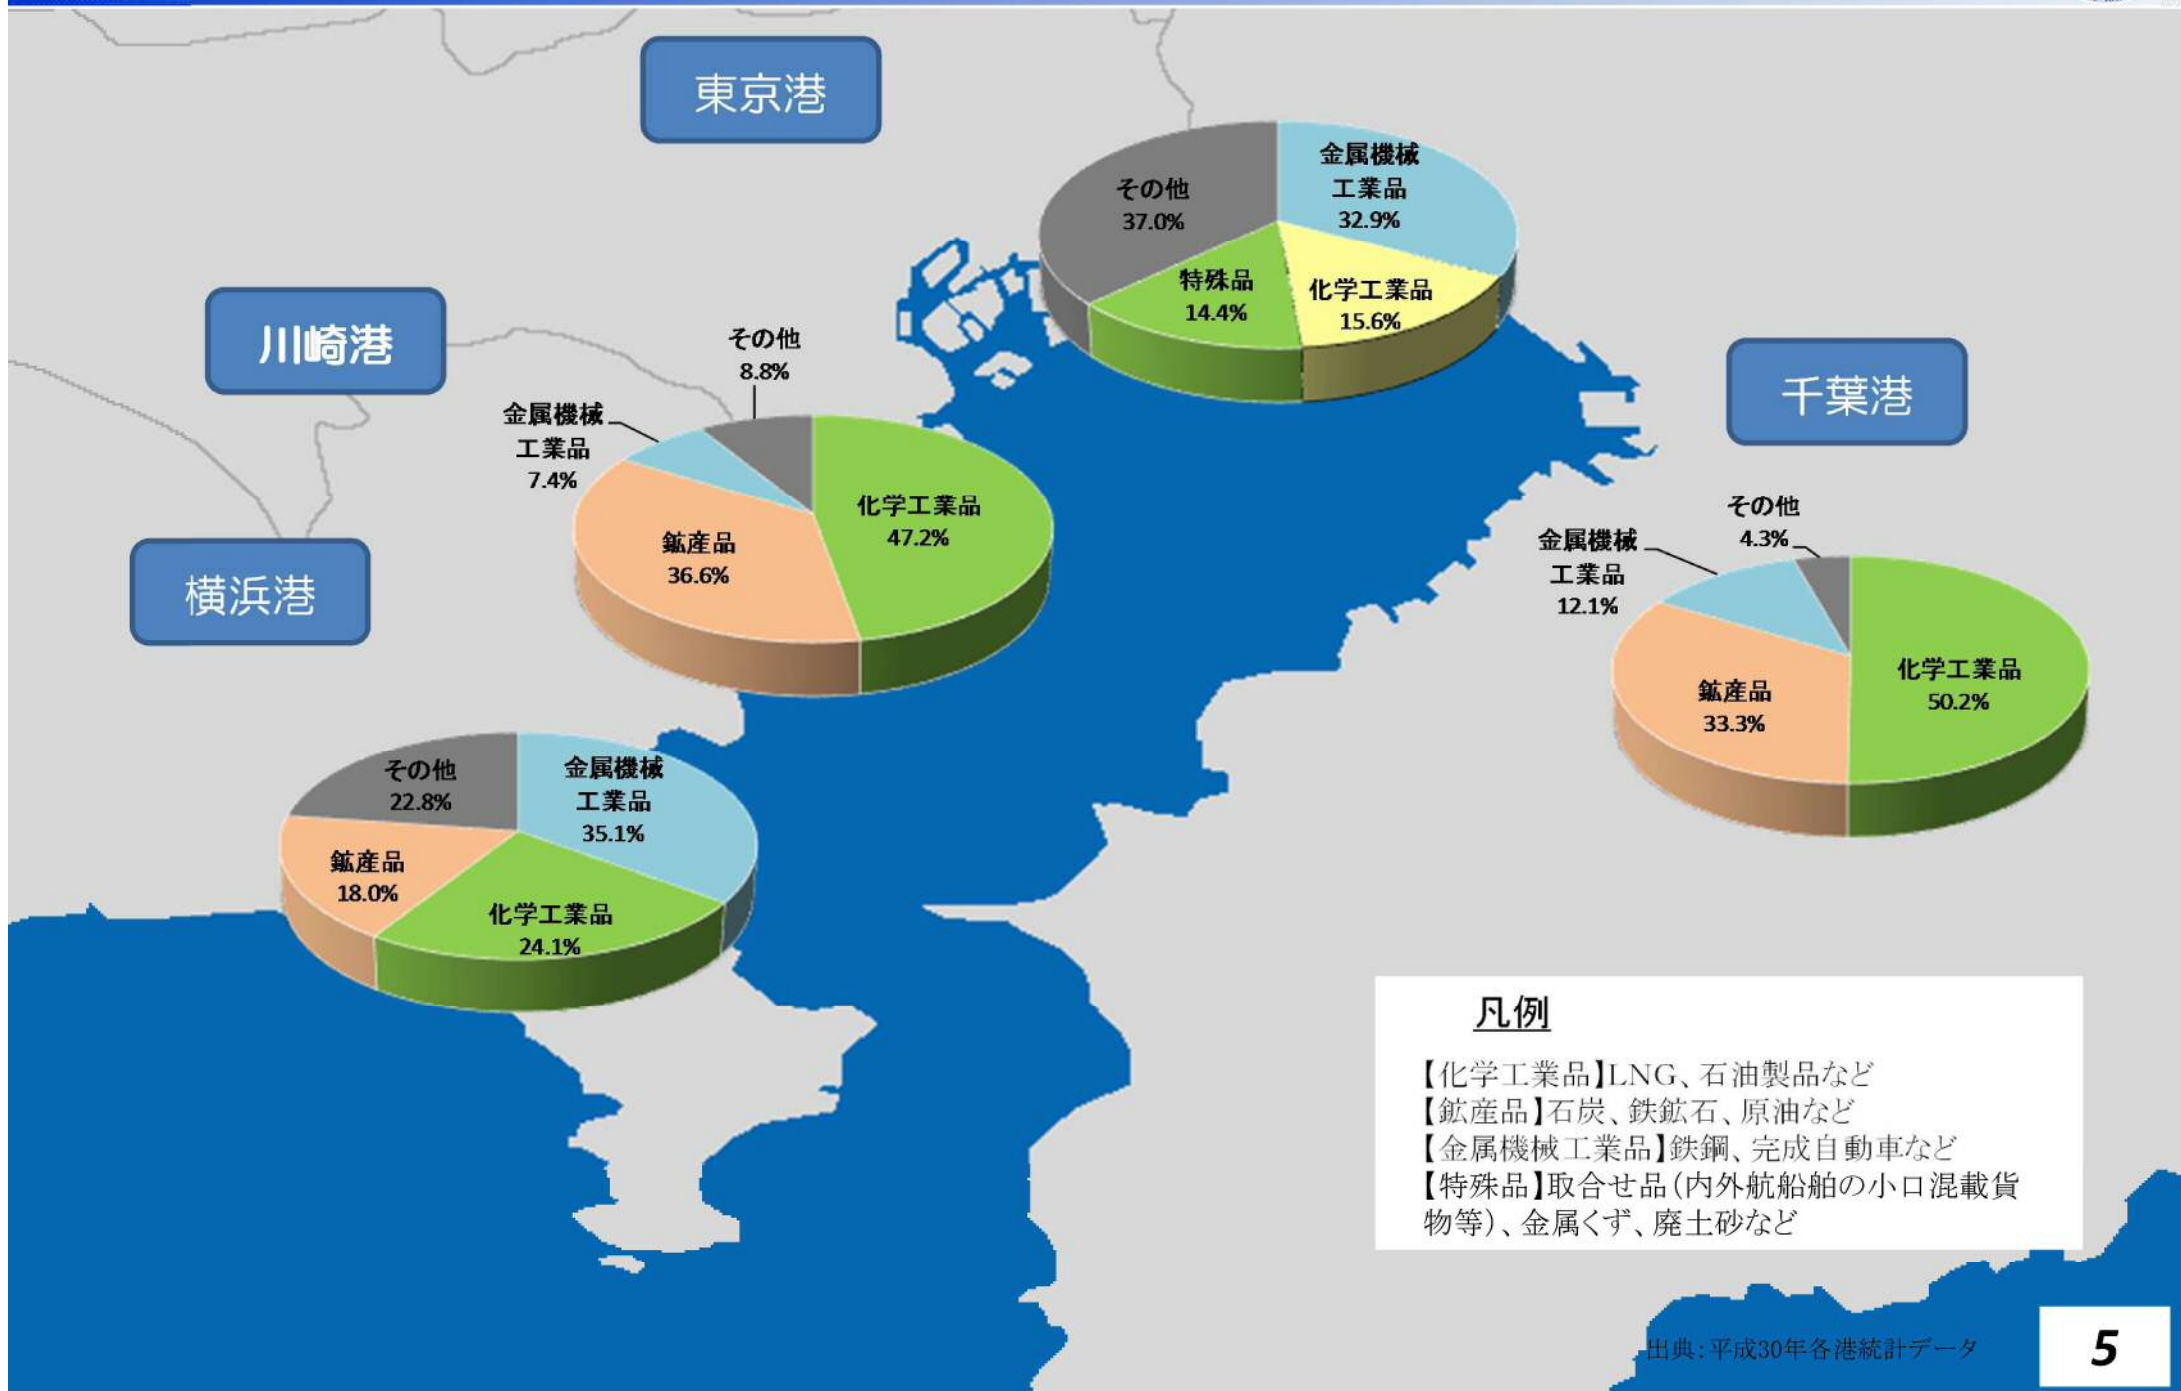 東京港
金属機械
工業品
32.9%
化学工業品
15.6%
特殊品
14.4%
その他
37.0%
川崎港
その他
8.8%
金属機械
工業品
7.4%
鉱産品
36.6%
化学工業品
47.2%
千葉港
その他
4.3%
金属機械
工業品
12.1%
鉱産品
33.3%
化学工業品
50.2%
横浜港
その他
22.8%
金属機械
工業品
35.1%
鉱産品
18.0%
化学工業品
24.1%
凡例
【化学工業品】LNG、石油製品など
【鉱産品】石炭、鉄鉱石、原油など
【金属機械工業品】鉄鋼、完成自動車など
【特殊品】取合せ品(内外航船舶の小口混載貨
物等)、金属くず、廃土砂など
出典:平成30年各港統計データ
5